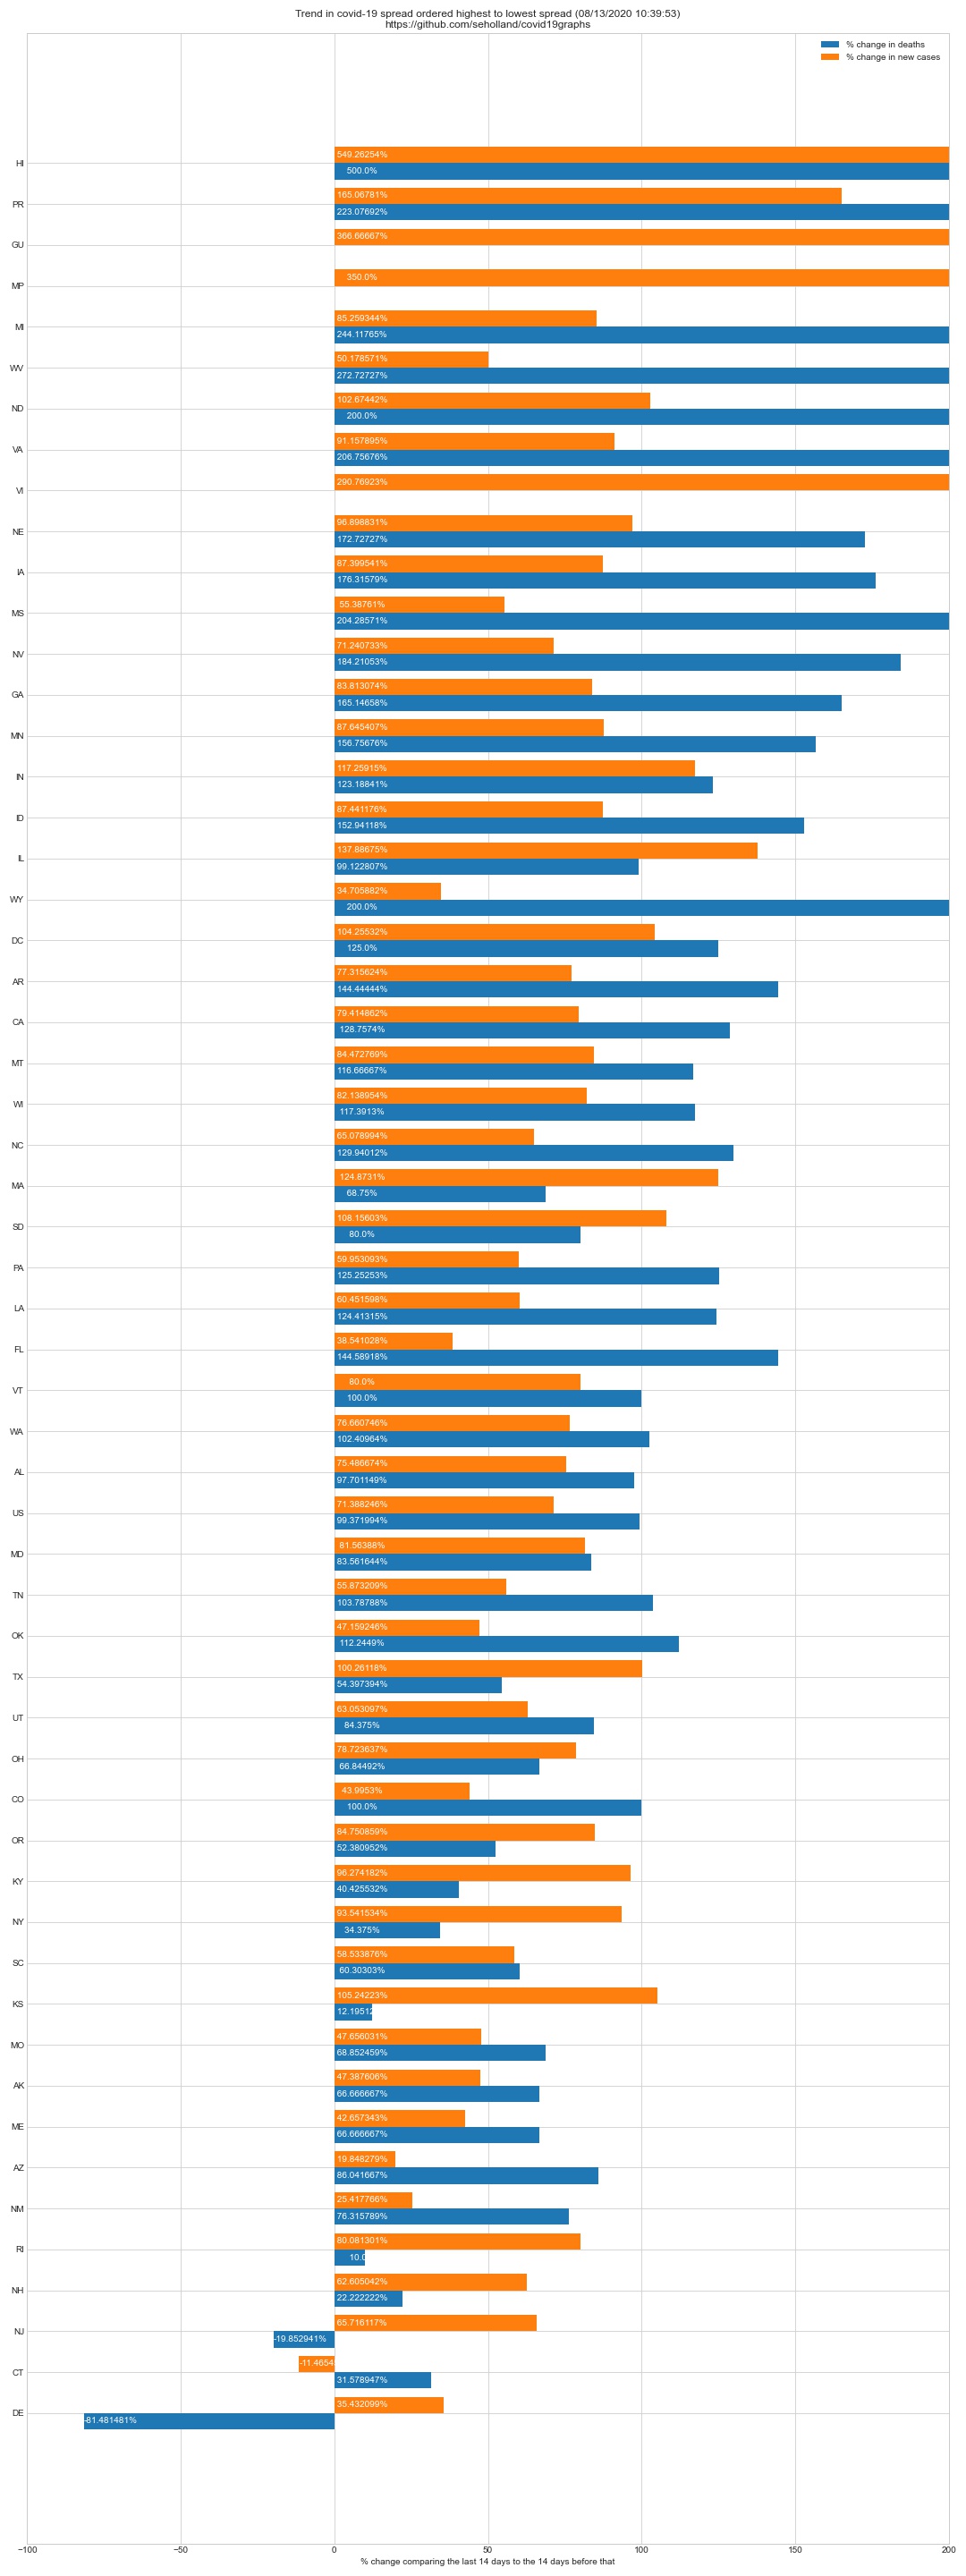 Trend in covid-19 spread ordered highest to lowest spread (08/13/2020 10:39:53)
https://github.com/seholland/covid19graphs
% change in deaths
% change in new cases
549.26254%
HI
500.0%
165.06781%
PR
223.07692%
366.66667%
GU
350.0%
MP
85.259344%
MI
244.11765%
50.178571%
WV
272.72727%
102.67442%
ND
200.0%
91.157895%
VA
206.75676%
290.76923%
VI
96.898831%
NE
172.72727%
87.399541%
IA
176.31579%
55.38761%
MS
204.28571%
71.240733%
NV
184.21053%
83.813074%
GA
165.14658%
87.645407%
MN
156.75676%
117.25915%
IN
123.18841%
87.441176%
ID
152.94118%
137.88675%
IL
99.122807%
34.705882%
WY
200.0%
104.25532%
DC
125.0%
77.315624%
AR
144.44444%
79.414862%
CA
128.7574%
84.472769%
MT
116.66667%
82.138954%
WI
117.3913%
65.078994%
NC
129.94012%
124.8731%
MA
68.75%
108.15603%
SD
80.0%
59.953093%
PA
125.25253%
60.451598%
LA
124.41315%
38.541028%
FL
144.58918%
80.0%
VT
100.0%
76.660746%
WA
102.40964%
75.486674%
AL
97.701149%
71.388246%
US
99.371994%
81.56388%
MD
83.561644%
55.873209%
TN
103.78788%
47.159246%
OK
112.2449%
100.26118%
TX
54.397394%
63.053097%
UT
84.375%
78.723637%
OH
66.84492%
43.9953%
CO
100.0%
84.750859%
OR
52.380952%
96.274182%
KY
40.425532%
93.541534%
NY
34.375%
58.533876%
SC
60.30303%
105.24223%
KS
12.19512
47.656031%
MO
68.852459%
47.387606%
AK
66.666667%
42.657343%
ME
66.666667%
19.848279%
AZ
86.041667%
25.417766%
NM
76.315789%
80.081301%
RI
10.0
62.605042%
NH
22.222222%
65.716117%
NJ
-19.852941%
-11.4654
CT
31.578947%
35.432099%
DE
-81.481481%
−100 −50 0 50 100 150 200
% change comparing the last 14 days to the 14 days before that